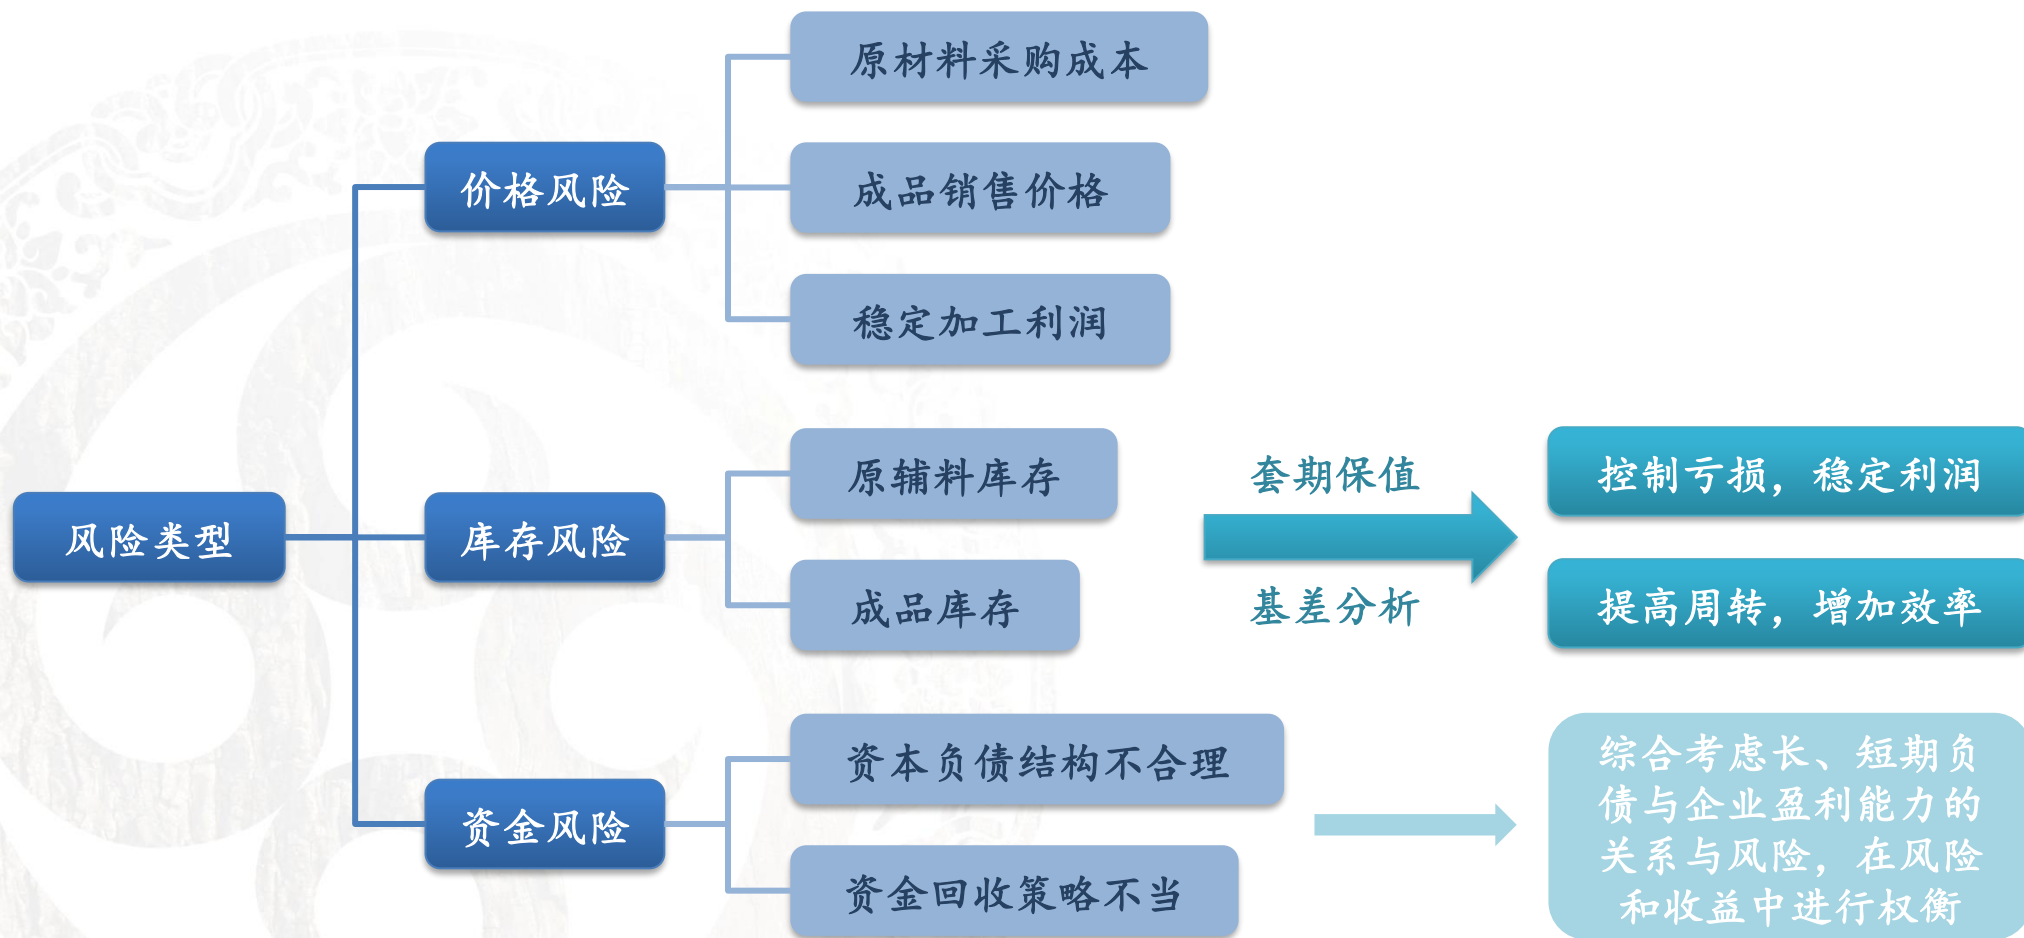 风险类型
价格风险
原材料采购成本
成品销售价格
稳定加工利润
库存风险
原辅料库存
成品库存
资金风险
资本负债结构不合理
资金回收策略不当
套期保值
基差分析
控制亏损，稳定利润
提高周转，增加效率
综合考虑长、短期负
债与企业盈利能力的
关系与风险，在风险
和收益中进行权衡